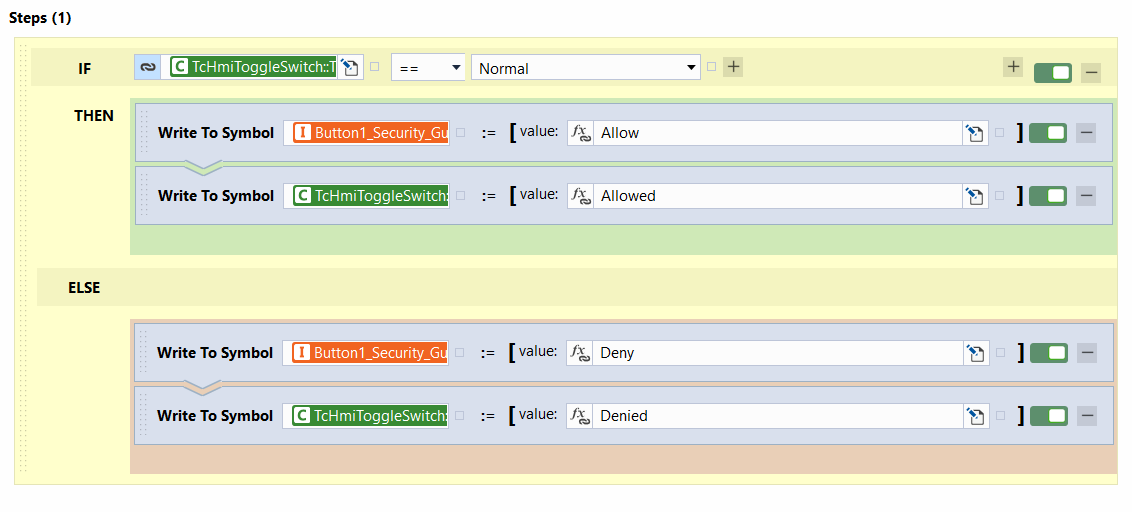 Steps (1)
IF C TcHmiToggleSwitch::T == Normal +  + −
THEN
Write To Symbol I Button1_Security_Gu := [ value: fx Allow ] −
Write To Symbol C TcHmiToggleSwitch: := [ value: fx Allowed ] −
ELSE
Write To Symbol I Button1_Security_Gu := [ value: fx Deny ] −
Write To Symbol C TcHmiToggleSwitch: := [ value: fx Denied ] −